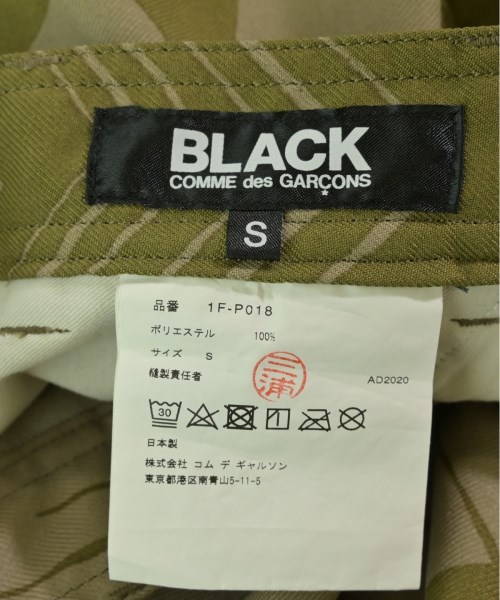 BLACK
COMME des GARÇONS
S
品番 1F-P018
ポリエステル 100%
サイズ S
縫製責任者 三浦 AD2020
30
日本製
株式会社 コム デ ギャルソン
東京都港区南青山5-11-5